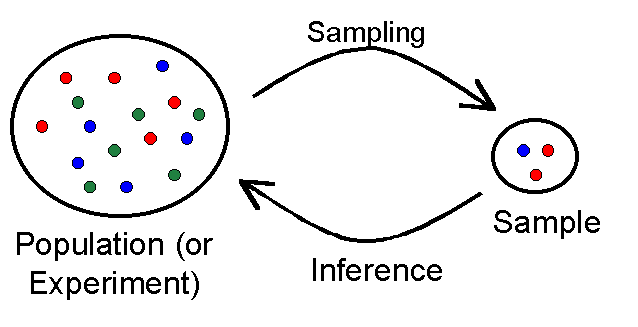 Sampling
Population (or
Experiment)
Sample
Inference